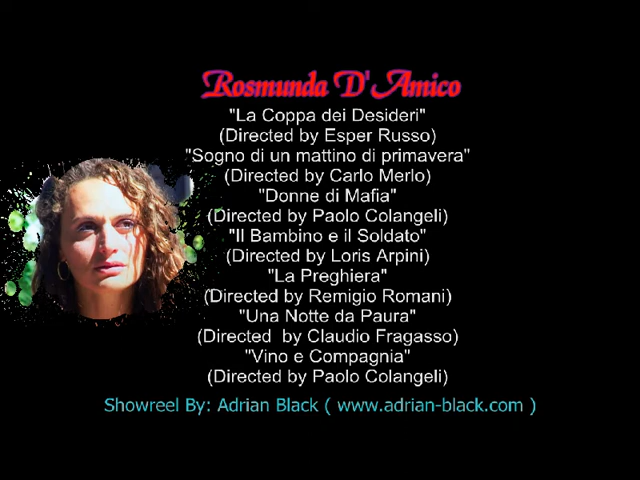 Rosmunda D'Amico
"La Coppa dei Desideri"
(Directed by Esper Russo)
"Sogno di un mattino di primavera"
(Directed by Carlo Merlo)
"Donne di Mafia"
(Directed by Paolo Colangeli)
"Il Bambino e il Soldato"
(Directed by Loris Arpini)
"La Preghiera"
(Directed by Remigio Romani)
"Una Notte da Paura"
(Directed  by Claudio Fragasso)
"Vino e Compagnia"
(Directed by Paolo Colangeli)
Showreel By: Adrian Black ( www.adrian-black.com )